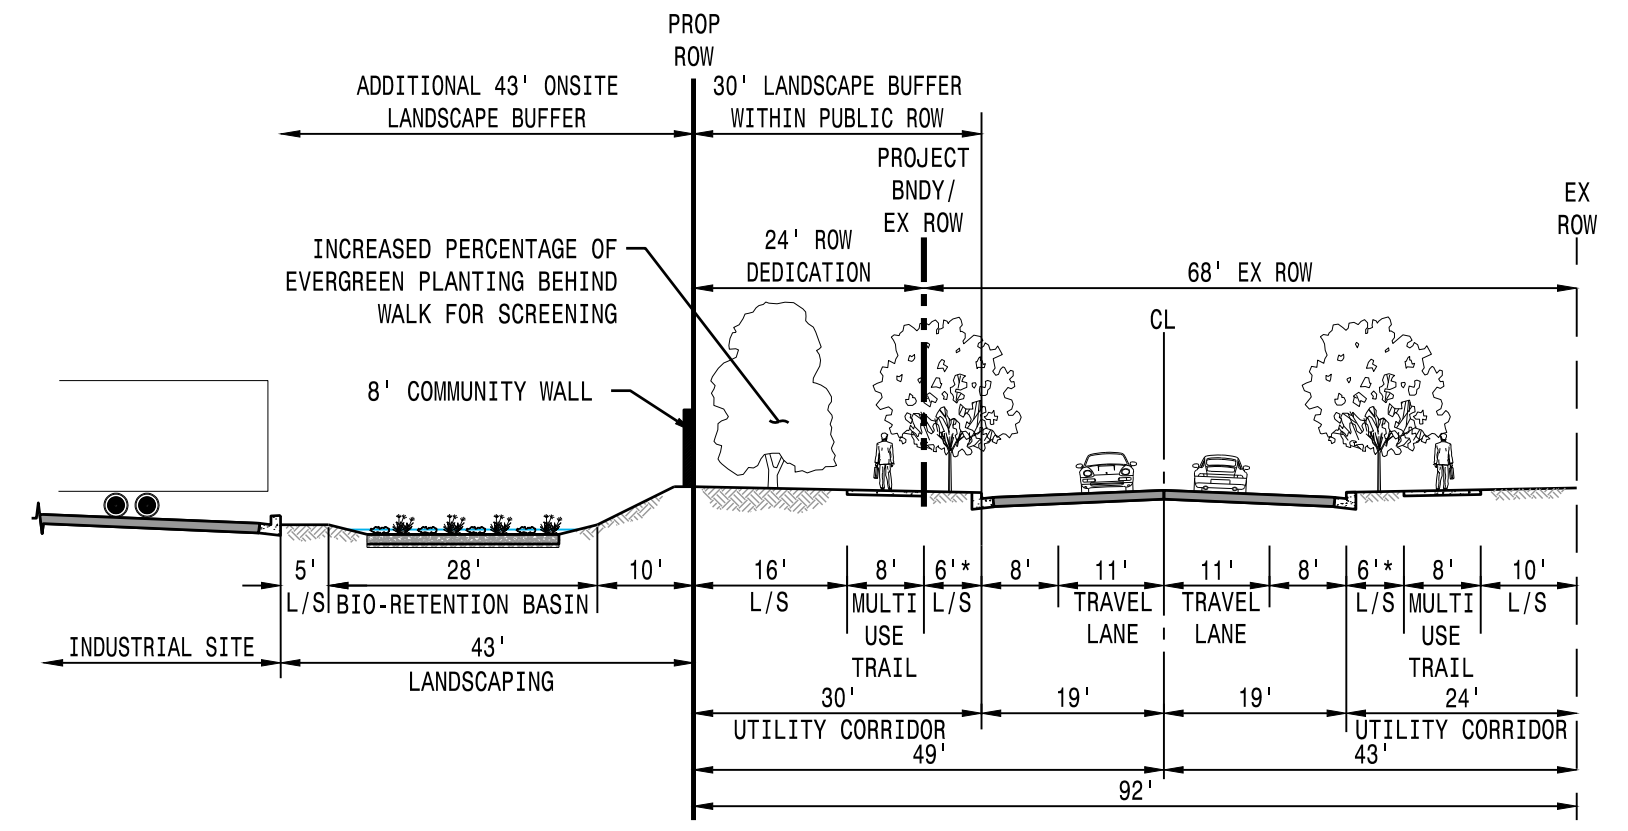 PROP
ROW
ADDITIONAL 43' ONSITE
LANDSCAPE BUFFER
30' LANDSCAPE BUFFER
WITHIN PUBLIC ROW
PROJECT
BNDY/
EX ROW
EX
ROW
INCREASED PERCENTAGE OF
EVERGREEN PLANTING BEHIND
WALK FOR SCREENING
24' ROW
DEDICATION
68' EX ROW
CL
8' COMMUNITY WALL
5'
L/S
28'
BIO-RETENTION BASIN
10'
16'
L/S
8'
MULTI
USE
TRAIL
6'*
L/S
8'
11'
TRAVEL
LANE
11'
TRAVEL
LANE
8'
6'*
L/S
8'
MULTI
USE
TRAIL
10'
L/S
INDUSTRIAL SITE
43'
LANDSCAPING
30'
UTILITY CORRIDOR
19'
19'
24'
UTILITY CORRIDOR
49'
43'
92'